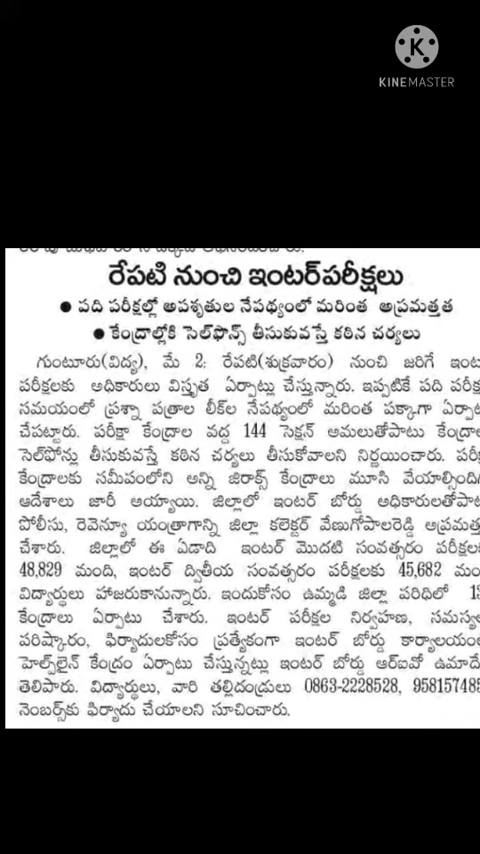 KINEMASTER
రేపటి నుంచి ఇంటర్‌పరీక్షలు
● పది పరీక్షల్లో అపశృతుల నేపథ్యంలో మరింత అప్రమత్తత
● కేంద్రాల్లోకి సెల్‌ఫోన్స్ తీసుకువస్తే కఠిన చర్యలు
గుంటూరు(విద్య), మే 2: రేపటి(శుక్రవారం) నుంచి జరిగే ఇంట
పరీక్షలకు అధికారులు విస్తృత ఏర్పాట్లు చేస్తున్నారు. ఇప్పటికే పది పరీక్ష
సమయంలో ప్రశ్నా పత్రాల లీక్‌ల నేపథ్యంలో మరింత పక్కాగా ఏర్పాట
చేపట్టారు. పరీక్షా కేంద్రాల వద్ద 144 సెక్షన్ అమలుతోపాటు కేంద్రాల
సెల్‌ఫోన్లు తీసుకువస్తే కఠిన చర్యలు తీసుకోవాలని నిర్ణయించారు. పరీక్ష
కేంద్రాలకు సమీపంలోని అన్ని జిరాక్స్ కేంద్రాలు మూసి వేయాల్సిందిగ
ఆదేశాలు జారీ అయ్యాయి. జిల్లాలో ఇంటర్ బోర్డు అధికారులతోపాట
పోలీసు, రెవెన్యూ యంత్రాగాన్ని జిల్లా కలెక్టర్ వేణుగోపాలరెడ్డి అప్రమత్త
చేశారు. జిల్లాలో ఈ ఏడాది ఇంటర్ మొదటి సంవత్సరం పరీక్షలక
48,829 మంది, ఇంటర్ ద్వితీయ సంవత్సరం పరీక్షలకు 45,682 మం
విద్యార్థులు హాజరుకానున్నారు. ఇందుకోసం ఉమ్మడి జిల్లా పరిధిలో
కేంద్రాలు ఏర్పాటు చేశారు. ఇంటర్ పరీక్షల నిర్వహణ, సమస్యల
పరిష్కారం, ఫిర్యాదులకోసం ప్రత్యేకంగా ఇంటర్ బోర్డు కార్యాలయంల
హెల్ప్‌లైన్ కేంద్రం ఏర్పాటు చేస్తున్నట్లు ఇంటర్ బోర్డు ఆర్ఐవో ఉమాదే
తెలిపారు. విద్యార్థులు, వారి తల్లిదండ్రులు 0863-2228528, 958157485
నెంబర్స్‌కు ఫిర్యాదు చేయాలని సూచించారు.